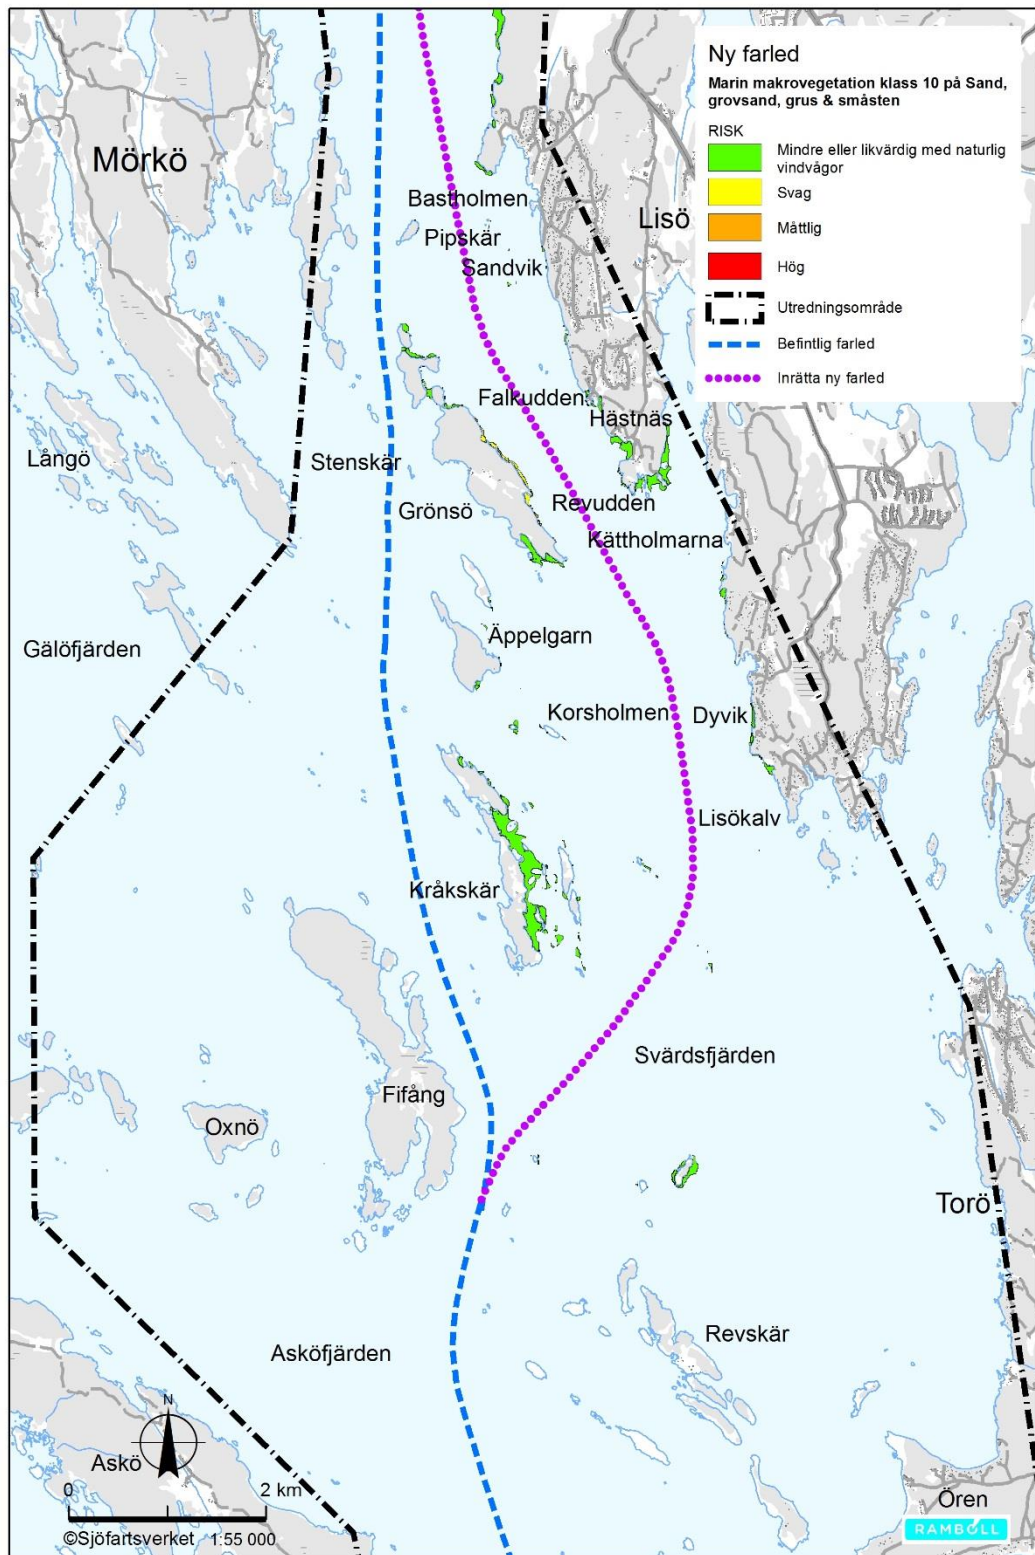 Ny farled
Marin makrovegetation klass 10 på Sand,
grovsand, grus & småsten
RISK
Mindre eller likvärdig med naturlig
vindvågor
Svag
Måttlig
Hög
Utredningsområde
Befintlig farled
Inrätta ny farled
Mörkö
Bastholmen
Lisö
Pipskär
Sandvik
Falkudden
Hästnäs
Långö
Stenskär
Grönsö
Revudden
Kättholmarna
Gälöfjärden
Äppelgarn
Korsholmen
Dyvik
Lisökalv
Kråkskär
Svärdsfjärden
Fifång
Oxnö
Torö
Revskär
Asköfjärden
N
Askö
0 2 km
©Sjöfartsverket 1:55 000
Ören
RAMBOLL